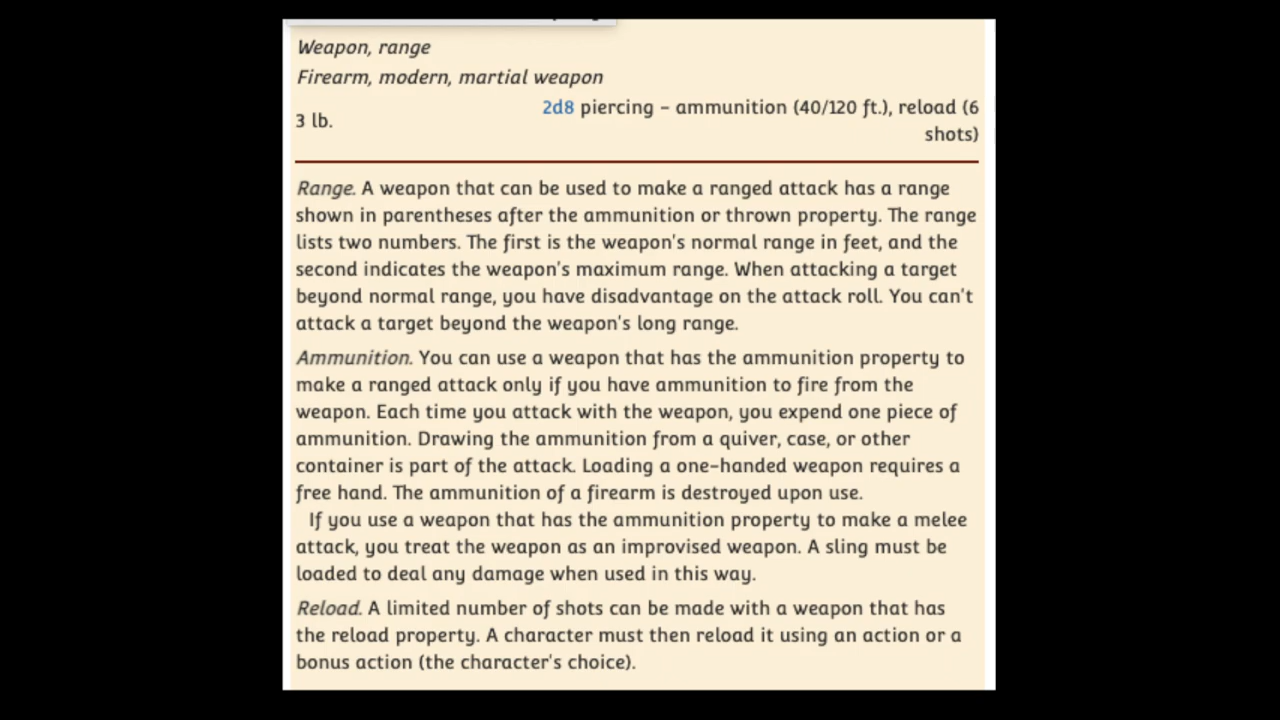 Weapon, range
Firearm, modern, martial weapon
3 lb.
2d8 piercing - ammunition (40/120 ft.), reload (6
shots)
Range. A weapon that can be used to make a ranged attack has a range
shown in parentheses after the ammunition or thrown property. The range
lists two numbers. The first is the weapon's normal range in feet, and the
second indicates the weapon's maximum range. When attacking a target
beyond normal range, you have disadvantage on the attack roll. You can't
attack a target beyond the weapon's long range.
Ammunition. You can use a weapon that has the ammunition property to
make a ranged attack only if you have ammunition to fire from the
weapon. Each time you attack with the weapon, you expend one piece of
ammunition. Drawing the ammunition from a quiver, case, or other
container is part of the attack. Loading a one-handed weapon requires a
free hand. The ammunition of a firearm is destroyed upon use.
If you use a weapon that has the ammunition property to make a melee
attack, you treat the weapon as an improvised weapon. A sling must be
loaded to deal any damage when used in this way.
Reload. A limited number of shots can be made with a weapon that has
the reload property. A character must then reload it using an action or a
bonus action (the character's choice).